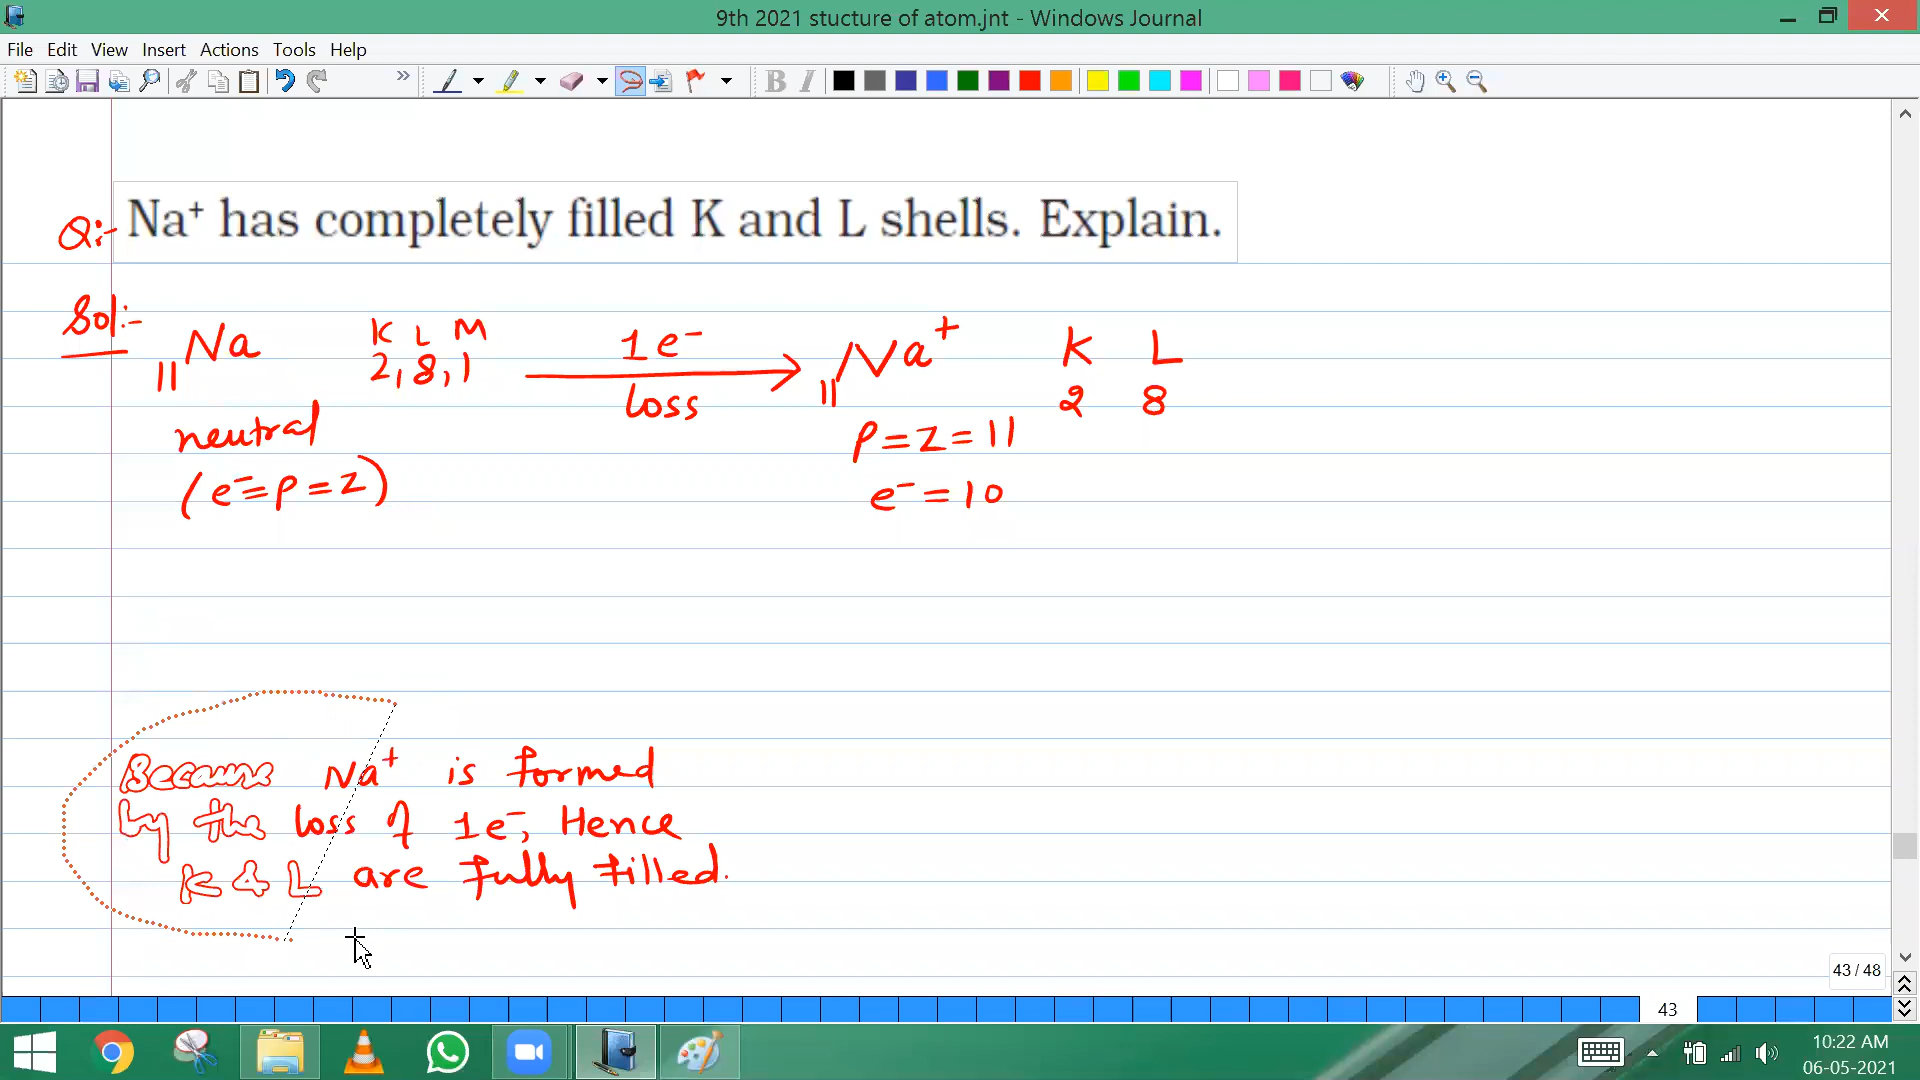 9th 2021 stucture of atom.jnt - Windows Journal
File Edit View Insert Actions Tools Help
B I
Q:- Na⁺ has completely filled K and L shells. Explain.
Sol:-
₁₁Na K L M 1e⁻ ₁₁Na⁺ K L
2, 8, 1 loss 2 8
neutral P = Z = 11
(e⁻ = p = Z) e⁻ = 10
Because Na⁺ is formed
by the loss of 1e⁻, Hence
K & L are fully filled.
43 / 48
43
10:22 AM
06-05-2021